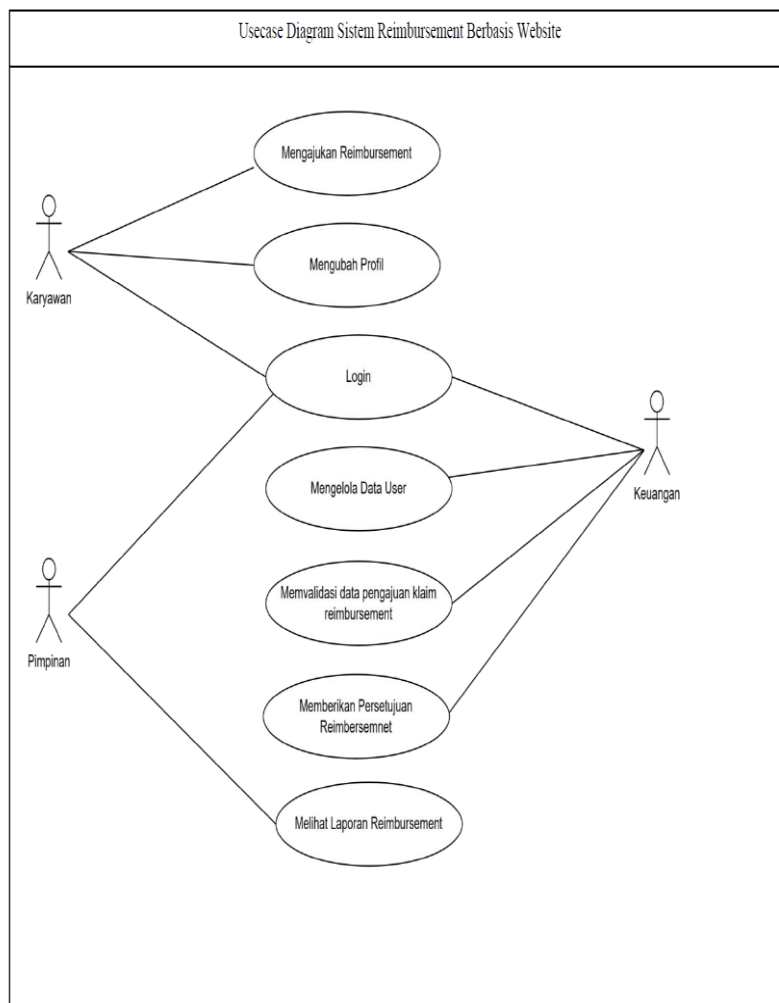 Usecase Diagram Sistem Reimbursement Berbasis Website
Mengajukan Reimbursement
Karyawan
Mengubah Profil
Login
Keuangan
Mengelola Data User
Memvalidasi data pengajuan klaim
reimbursement
Pimpinan
Memberikan Persetujuan
Reimbersemnet
Melihat Laporan Reimbursement